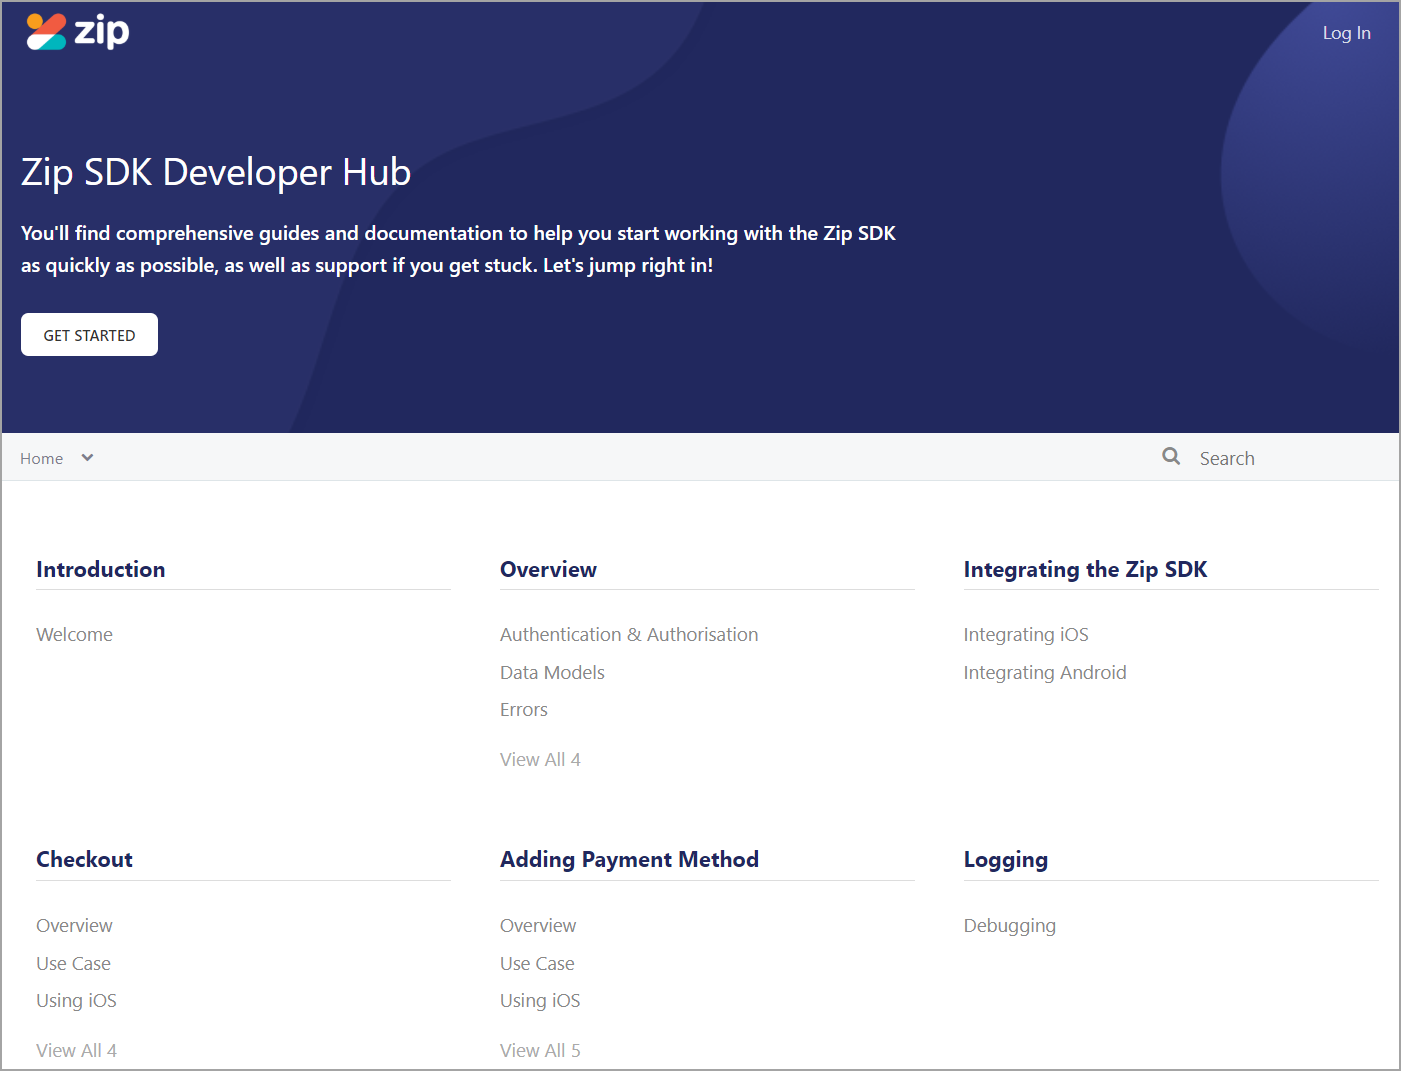 zip
Log In
Zip SDK Developer Hub
You'll find comprehensive guides and documentation to help you start working with the Zip SDK
as quickly as possible, as well as support if you get stuck. Let's jump right in!
GET STARTED
Home
Search
Introduction
Welcome
Overview
Authentication & Authorisation
Data Models
Errors
View All 4
Integrating the Zip SDK
Integrating iOS
Integrating Android
Checkout
Overview
Use Case
Using iOS
View All 4
Adding Payment Method
Overview
Use Case
Using iOS
View All 5
Logging
Debugging